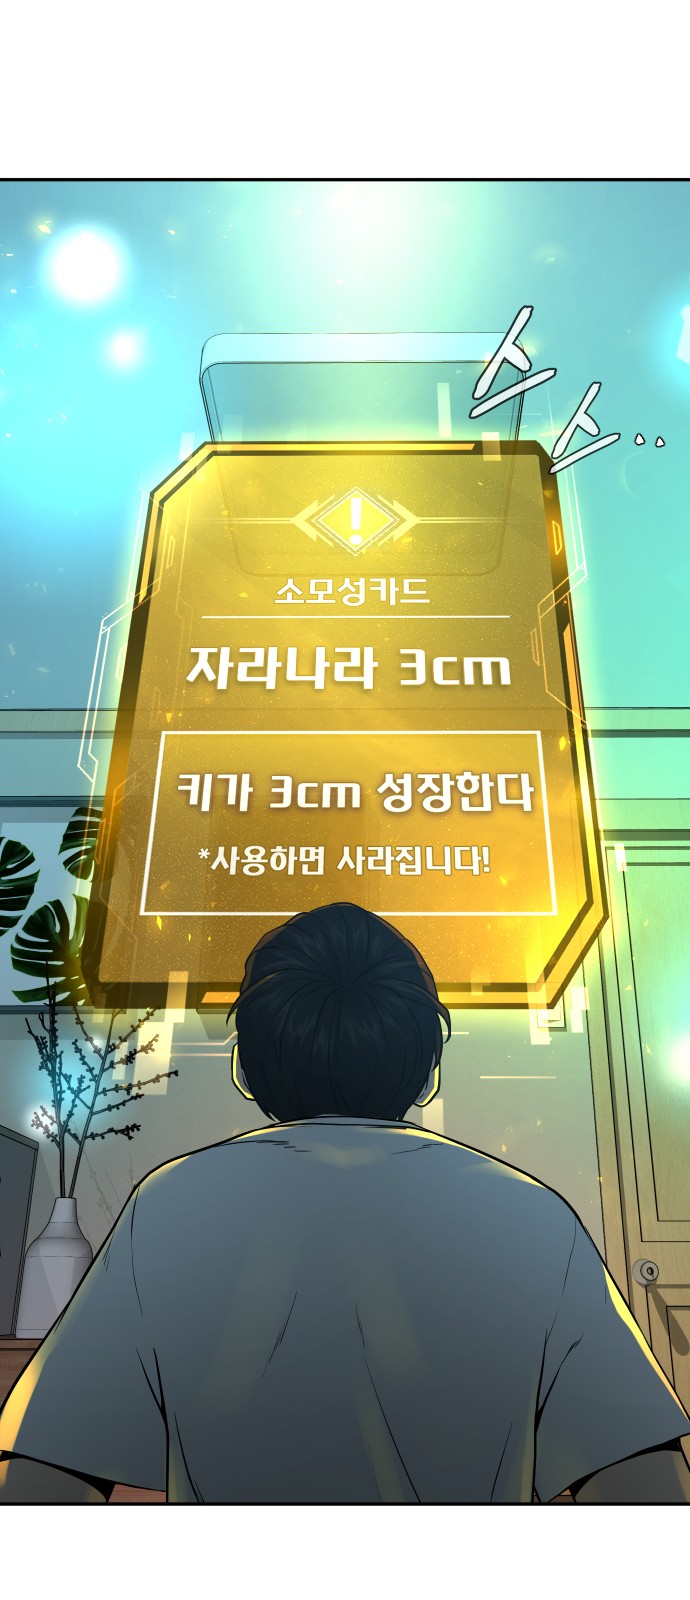 스스...
!
소모성카드
자라나라 3cm
키가 3cm 성장한다
*사용하면 사라집니다!